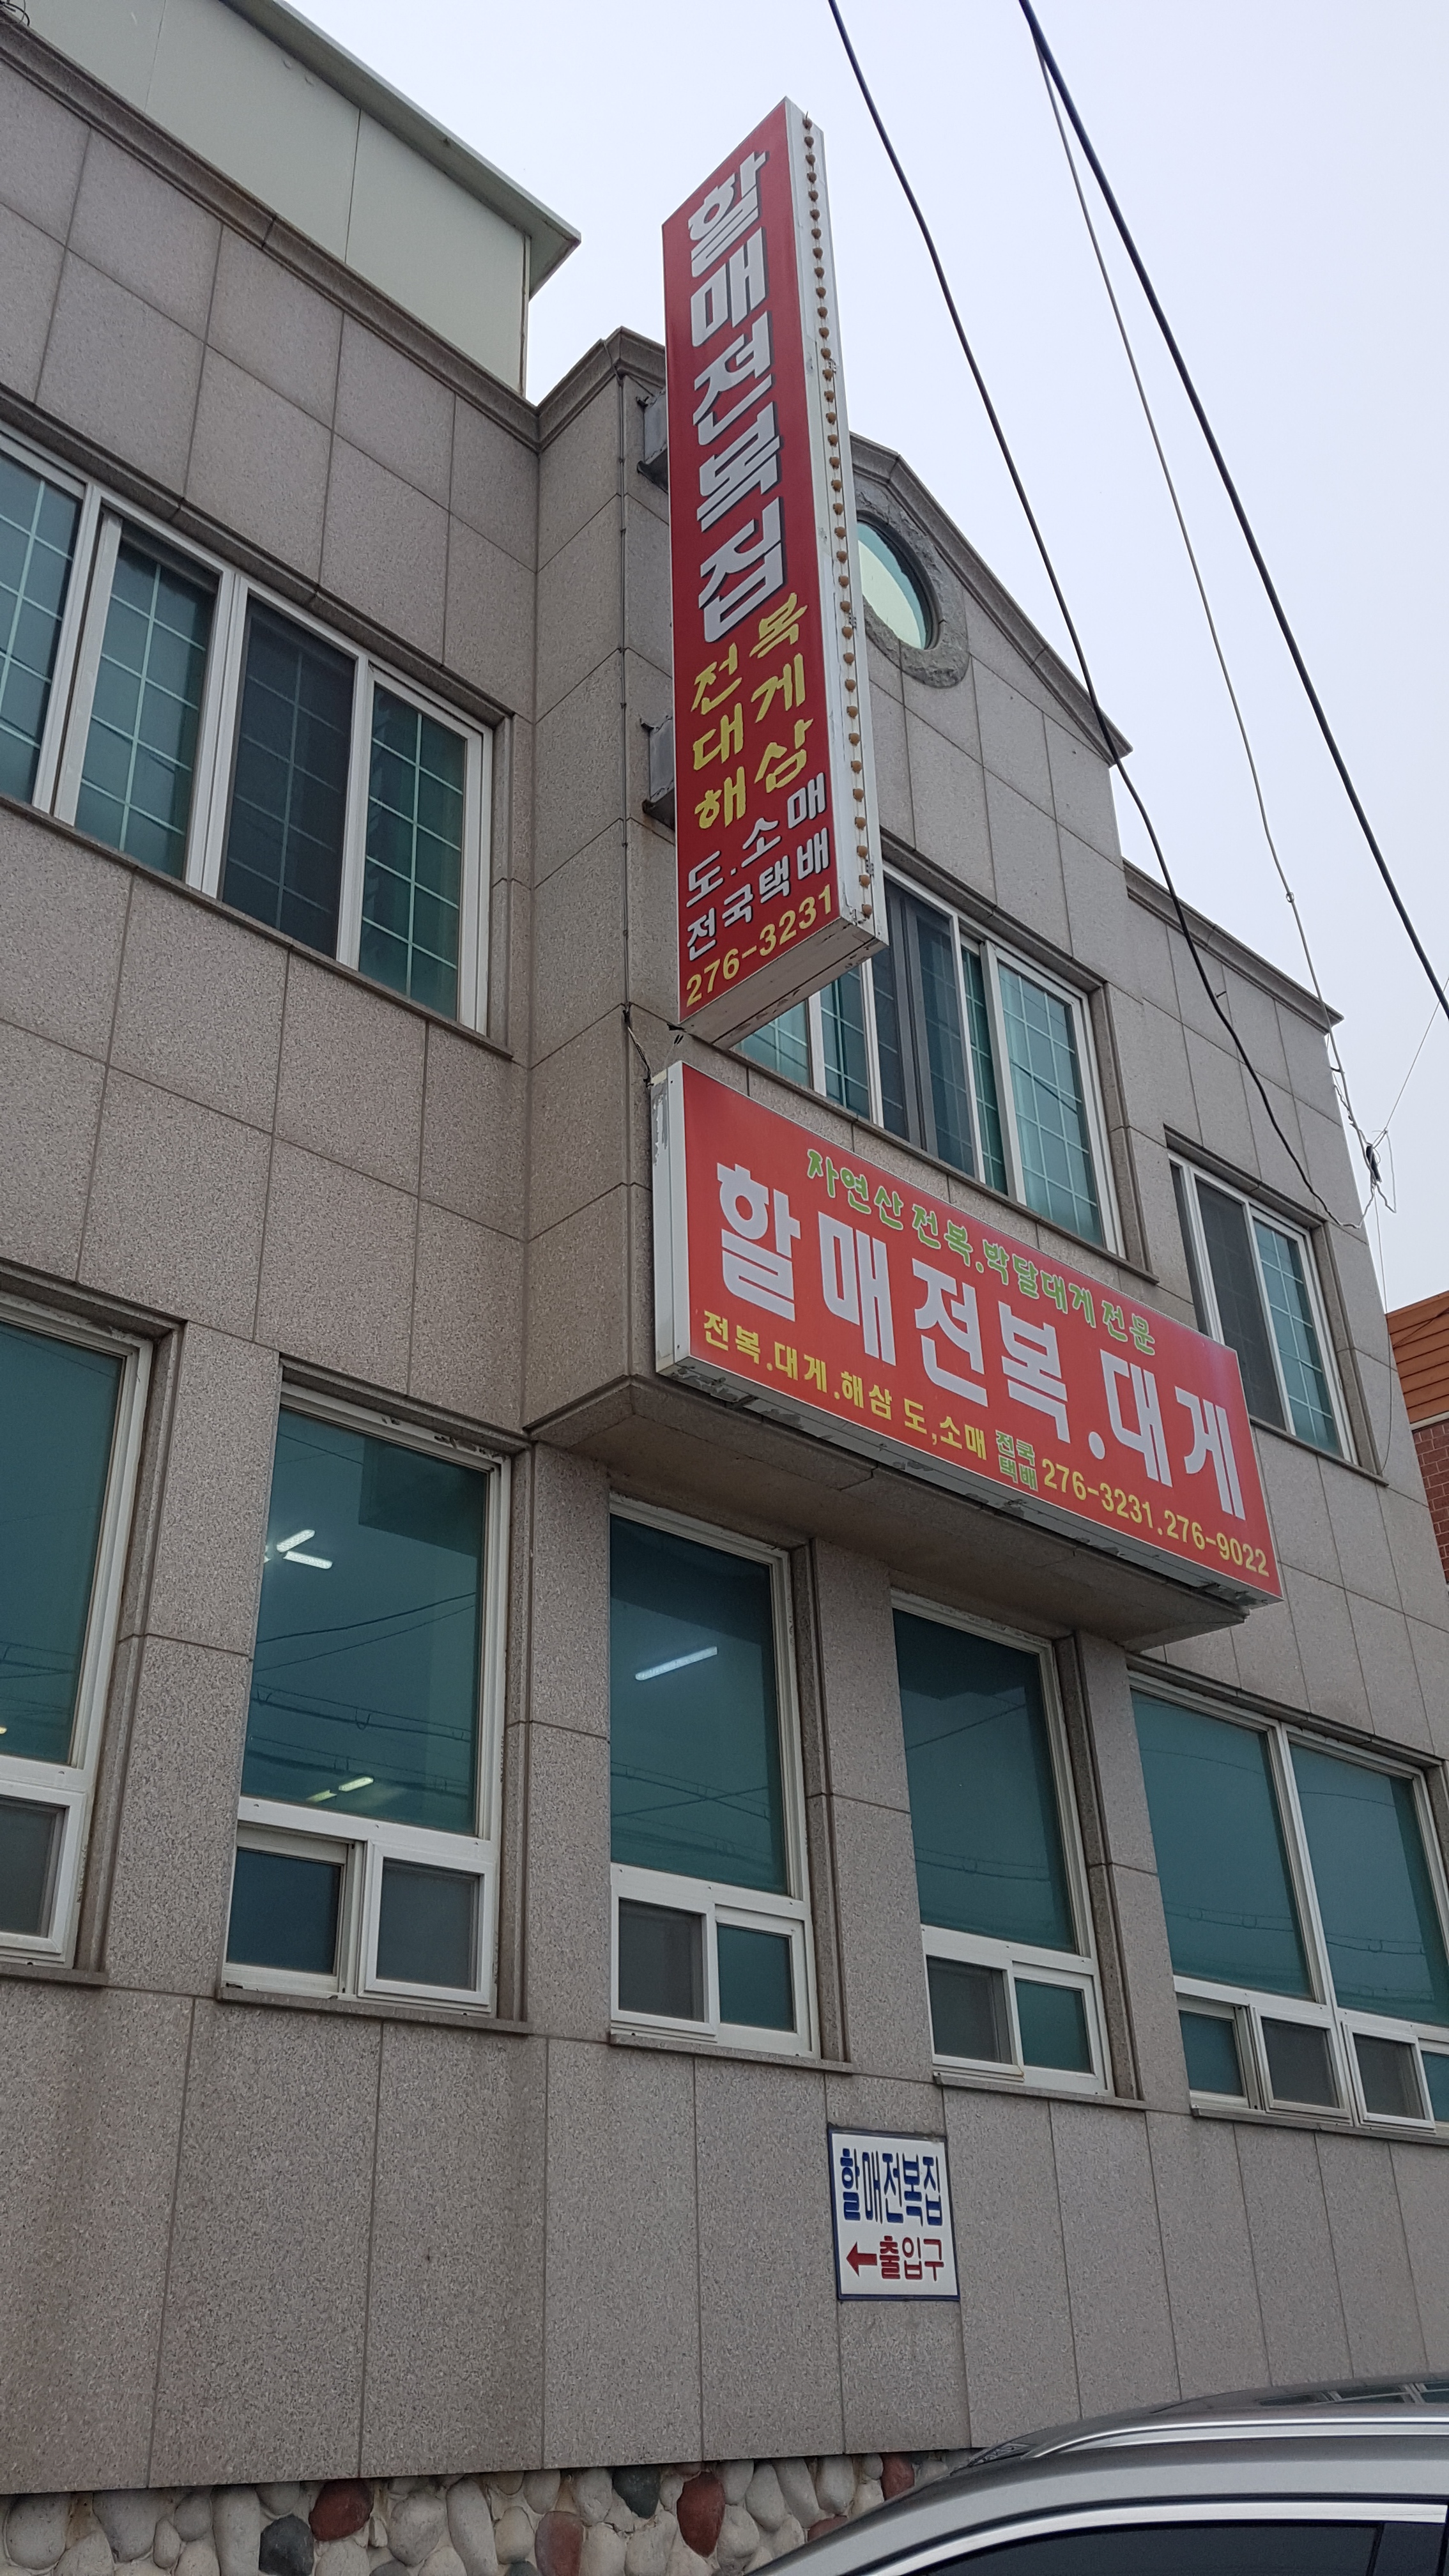 할매전복집
전복
대게
해삼
도.소매
전국택배
276-3231
자연산 전복.박달대게 전문
할매전복.대게
전복.대게.해삼 도,소매 전국택배 276-3231.276-9022
할매전복집
←출입구